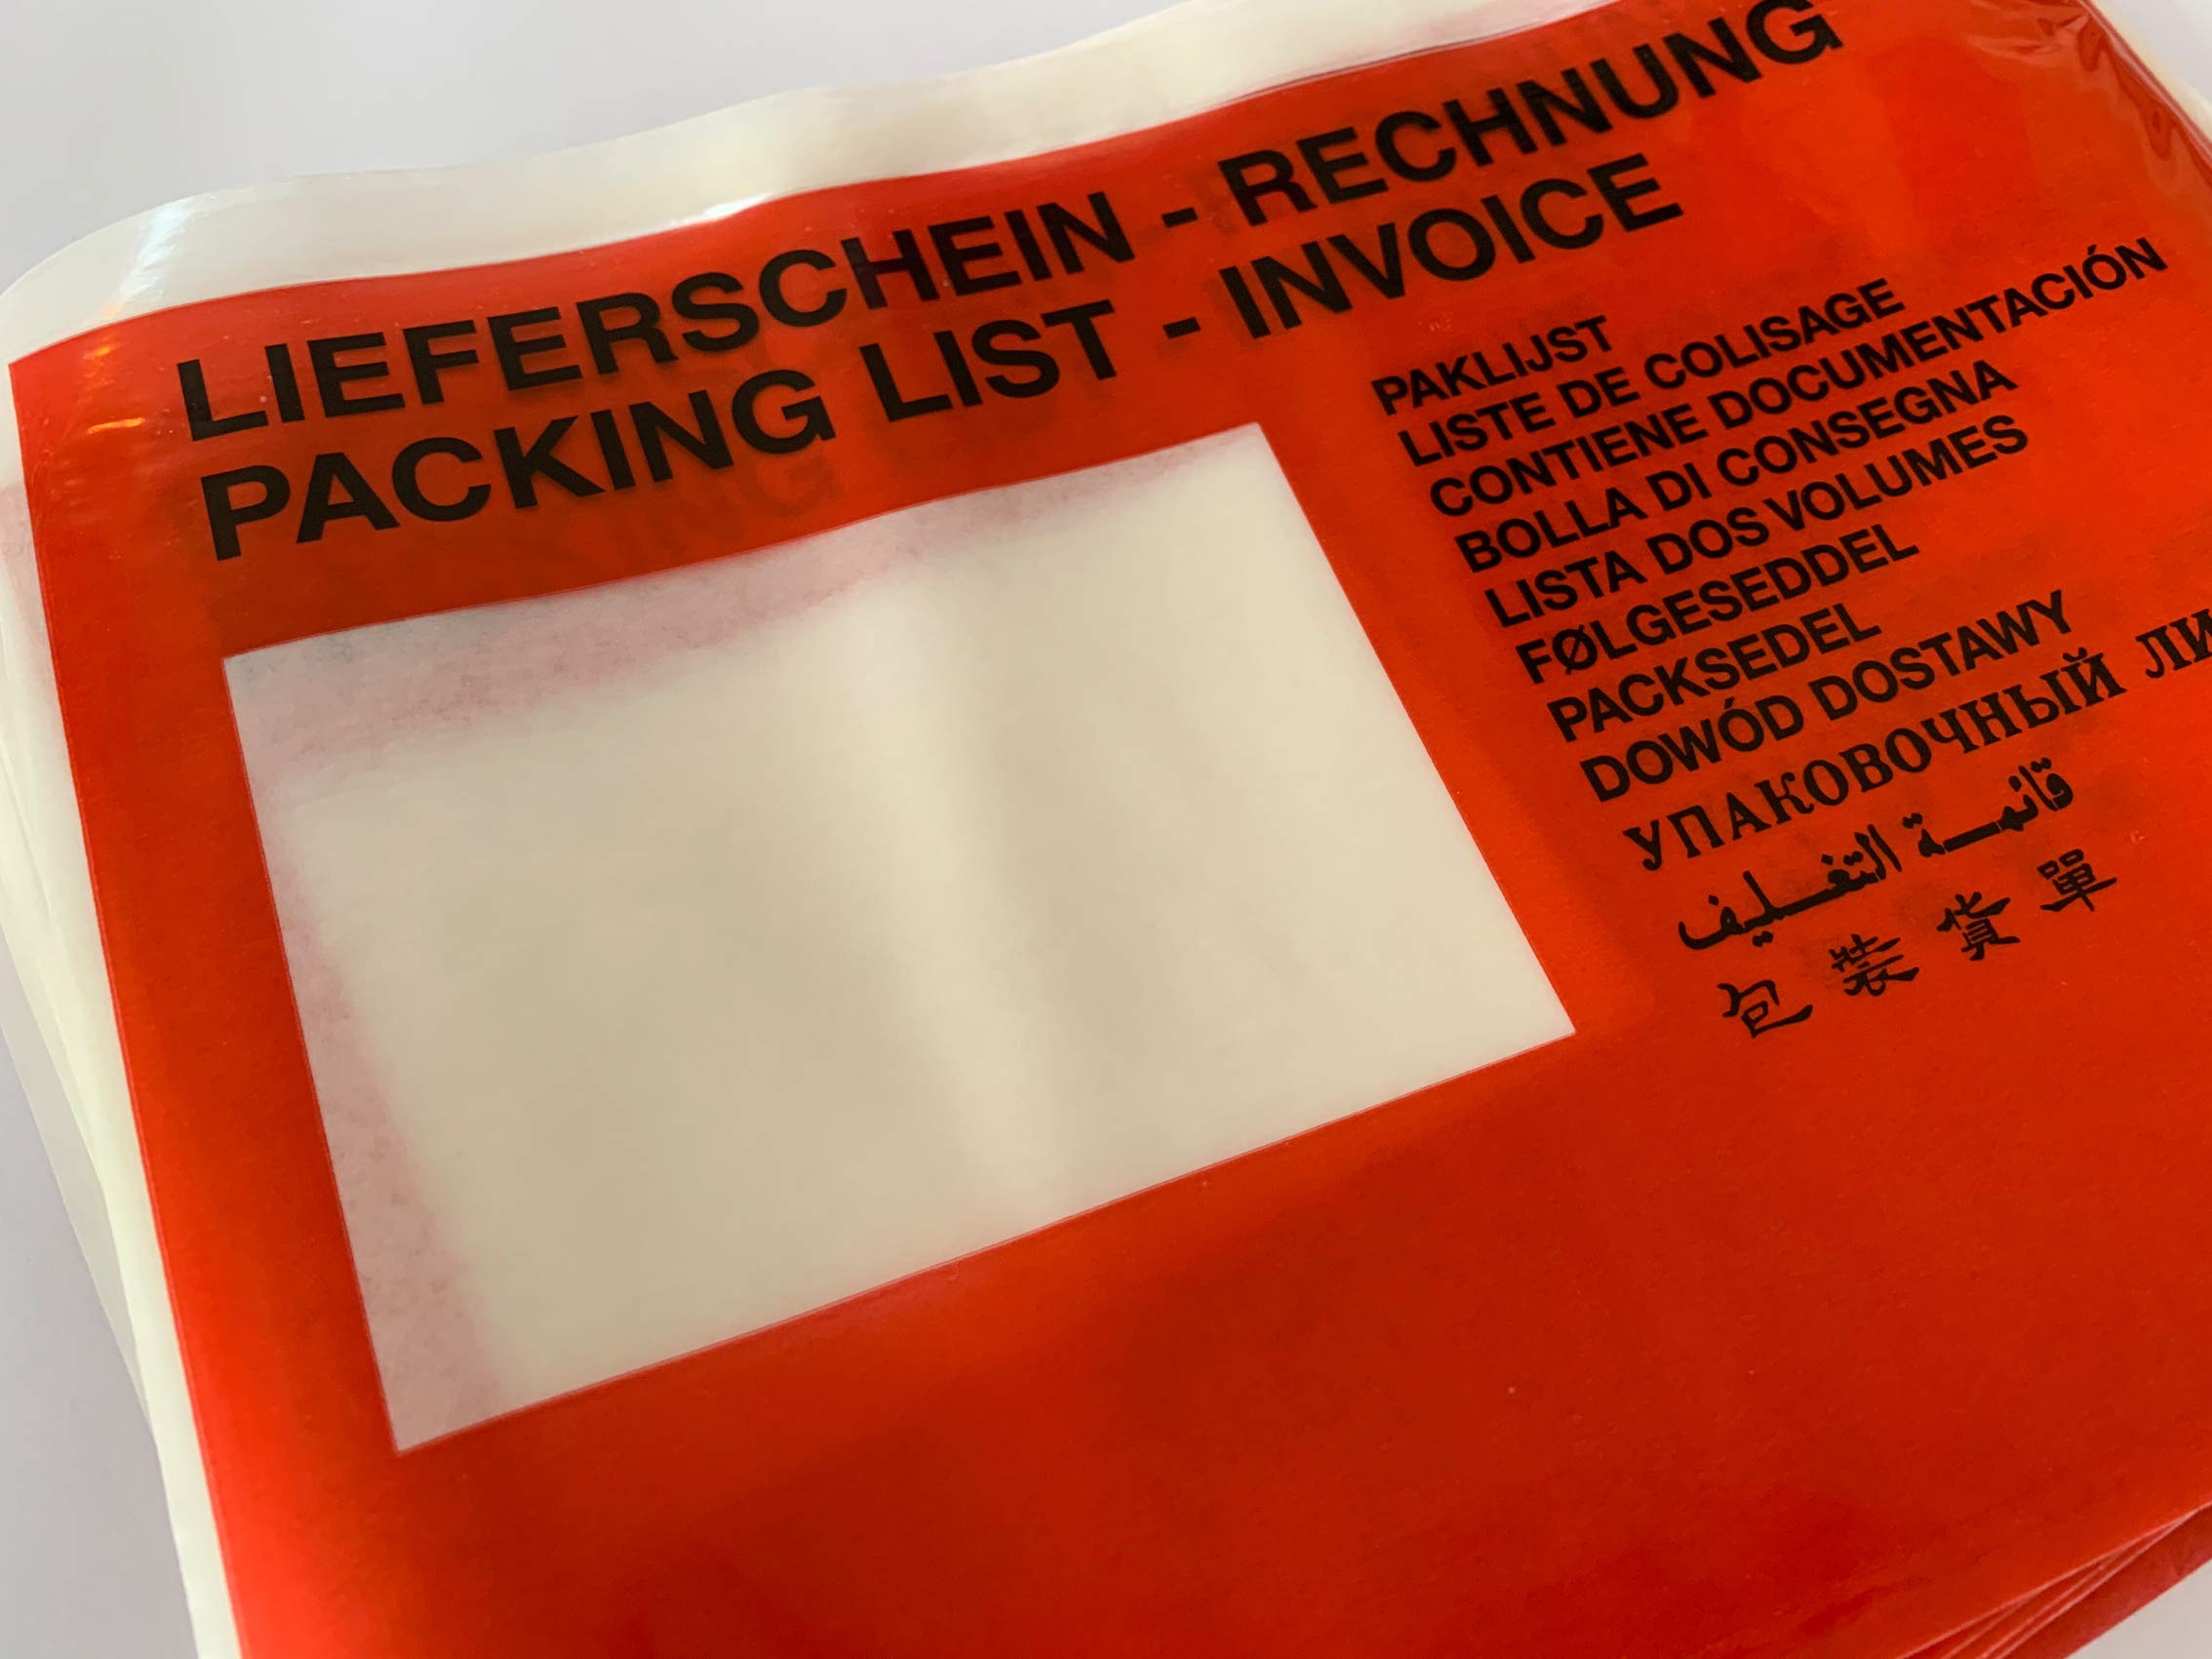 LIEFERSCHEIN - RECHNUNG
PACKING LIST - INVOICE
PAKLIJST
LISTE DE COLISAGE
CONTIENE DOCUMENTACIÓN
BOLLA DI CONSEGNA
LISTA DOS VOLUMES
FØLGESEDDEL
PACKSEDEL
DOWÓD DOSTAWY
УПАКОВОЧНЫЙ
قائمة التغليف
包裝貨單